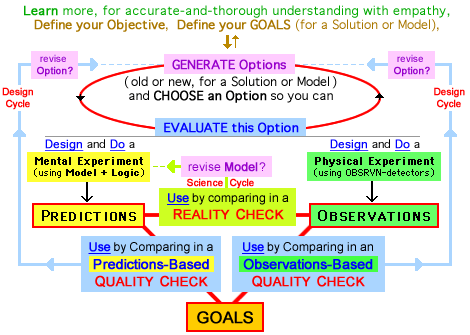 Learn more, for accurate-and-thorough understanding with empathy,
Define your Objective, Define your GOALS (for a Solution or Model),
revise
Option?
GENERATE Options
revise
Option?
(old or new, for a Solution or Model)
and CHOOSE an Option so you can
Design
Cycle
Design
Cycle
EVALUATE this Option
Design and Do a
Mental Experiment
(using Model + Logic)
revise Model?
Science Cycle
Design and Do a
Physical Experiment
(using OBSRVN-detectors)
Use by comparing in a
REALITY CHECK
PREDICTIONS
OBSERVATIONS
Use by Comparing in a
Predictions-Based
QUALITY CHECK
Use by Comparing in an
Observations-Based
QUALITY CHECK
GOALS